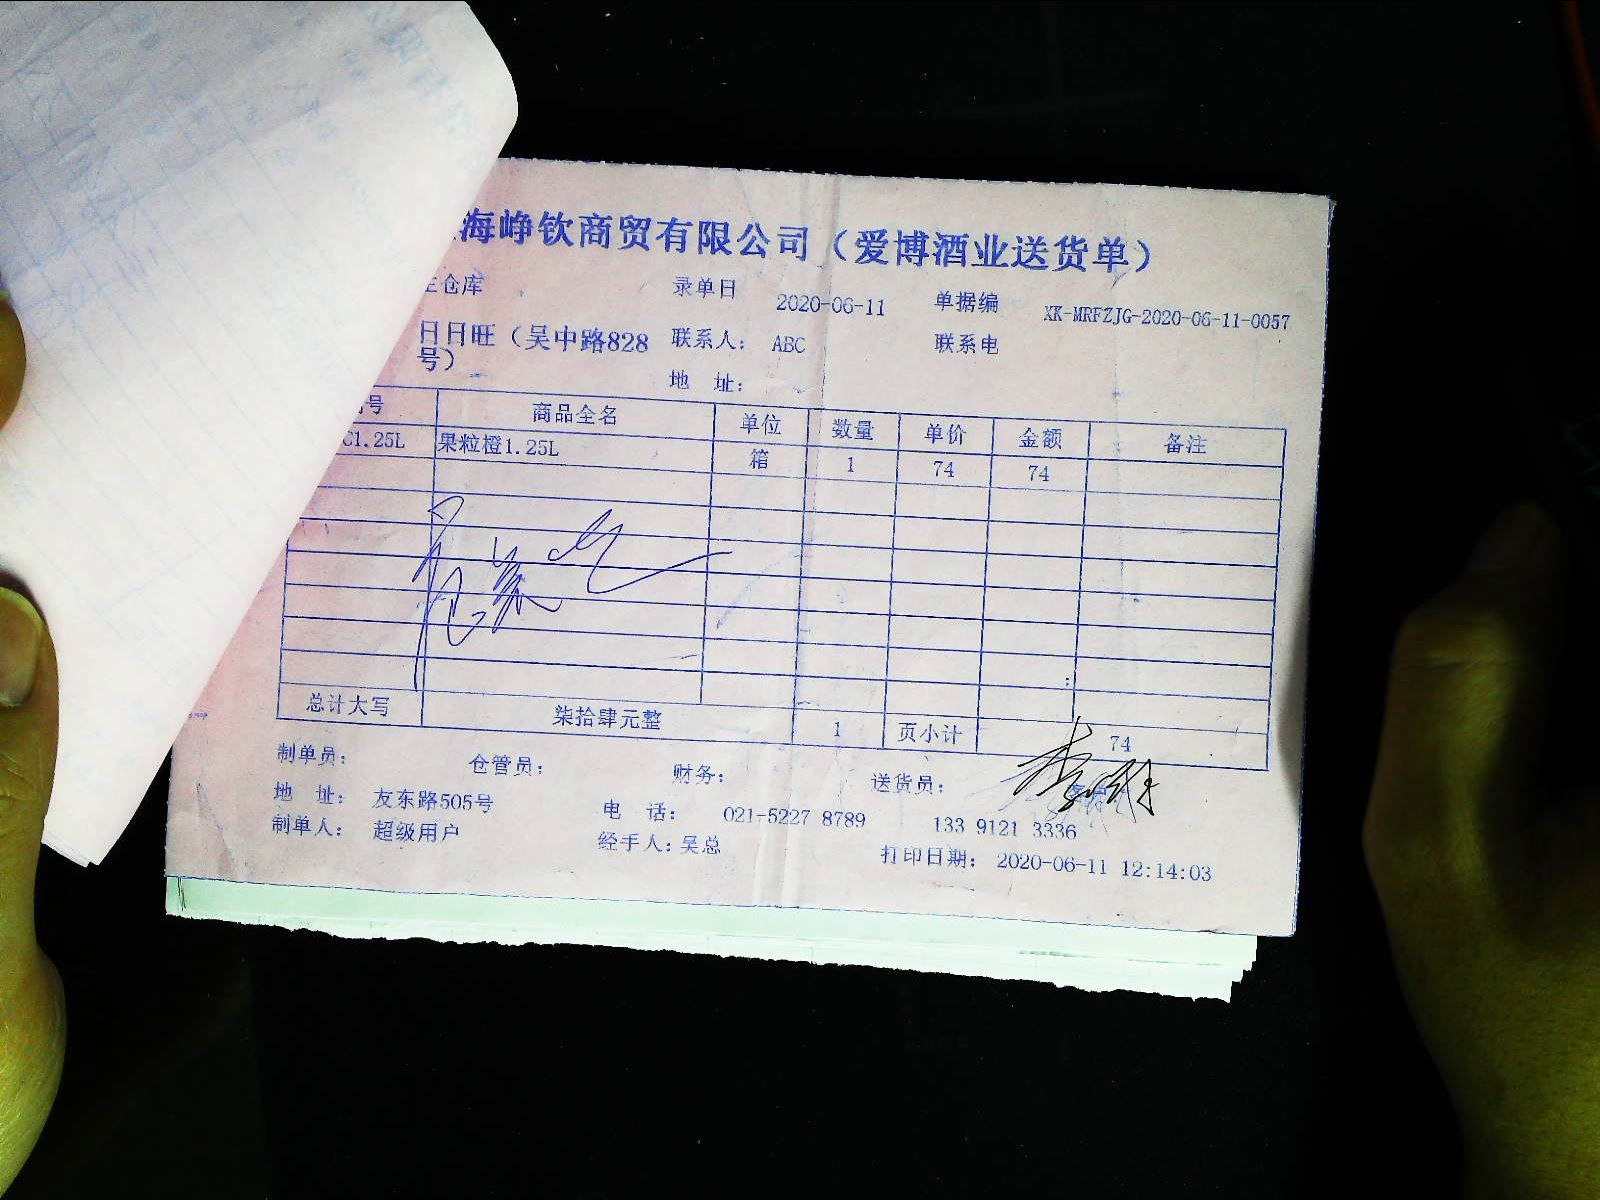 海峥钦商贸有限公司（爱博酒业送货单）
仓库 录单日 2020-06-11 单据编 XK-MRFZJG-2020-06-11-0057
日日旺（吴中路828号） 联系人： ABC 联系电
地 址：
号 商品全名 单位 数量 单价 金额 备注
C1.25L 果粒橙1.25L 箱 1 74 74
总计大写 柒拾肆元整 1 页小计 74
制单员： 仓管员： 财务： 送货员：
地 址： 友东路505号 电 话： 021-5227 8789 133 9121 3336
制单人： 超级用户 经手人：吴总 打印日期： 2020-06-11 12:14:03